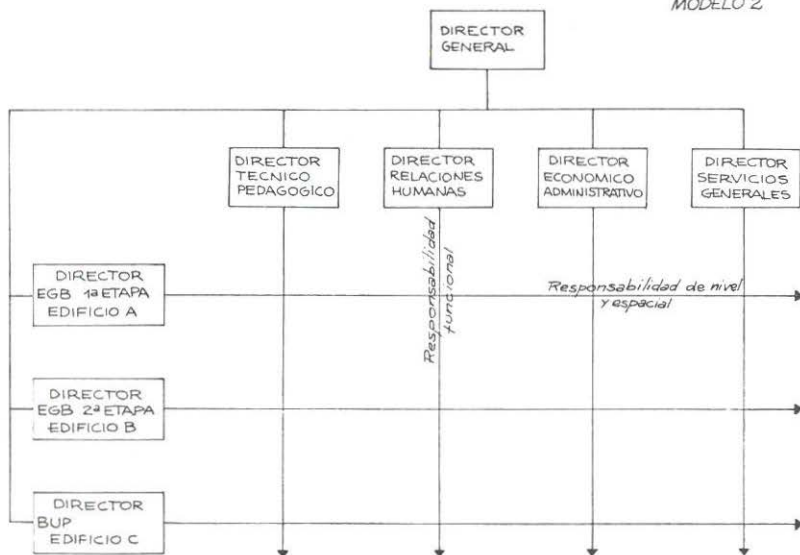 MODELO 2
DIRECTOR
GENERAL
DIRECTOR
TECNICO
PEDAGOGICO
DIRECTOR
RELACIONES
HUMANAS
DIRECTOR
ECONOMICO
ADMINISTRATIVO
DIRECTOR
SERVICIOS
GENERALES
Responsabilidad
funcional
Responsabilidad de nivel
y espacial
DIRECTOR
EGB 1a ETAPA
EDIFICIO A
DIRECTOR
EGB 2ª ETAPA
EDIFICIO B
DIRECTOR
BUP
EDIFICIO C